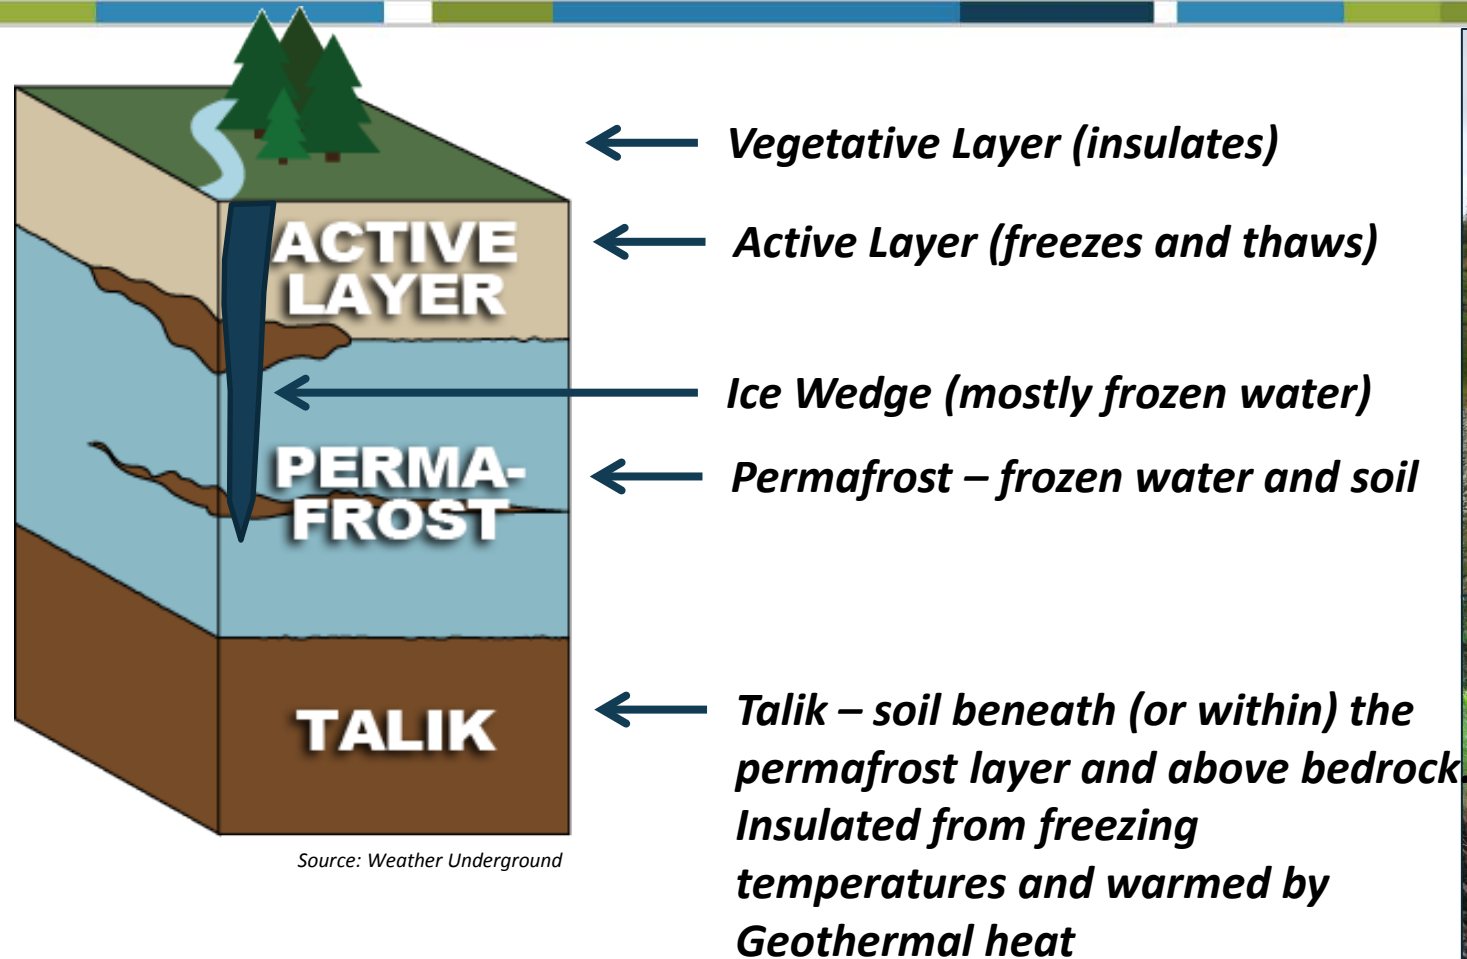 Vegetative Layer (insulates)
ACTIVE
LAYER
Active Layer (freezes and thaws)
Ice Wedge (mostly frozen water)
PERMA-
FROST
Permafrost – frozen water and soil
TALIK
Talik – soil beneath (or within) the
permafrost layer and above bedrock.
Insulated from freezing
temperatures and warmed by
Geothermal heat
Source: Weather Underground